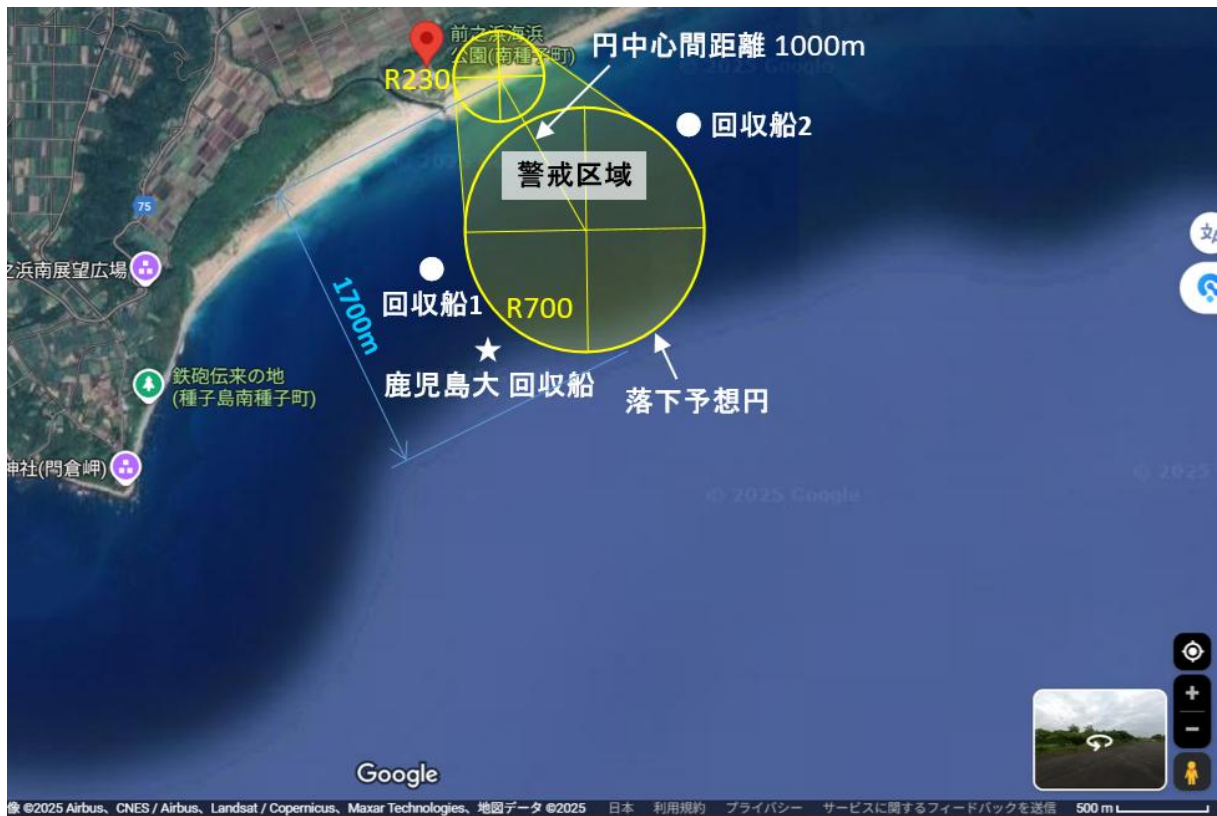 前之浜海浜
公園(南種子町)
円中心間距離 1000m
© 2025 Google
R230
回収船2
© 2025
警戒区域
75
之浜南展望広場
回収船1
R700
1700m
鹿児島大 回収船
鉄砲伝来の地
(種子島南種子町)
落下予想円
神社(門倉岬)
© 2025 Google
© 2025
Google
像 ©2025 Airbus、CNES / Airbus、Landsat / Copernicus、Maxar Technologies、地図データ ©2025 日本 利用規約 プライバシー サービスに関するフィードバックを送信 500 m